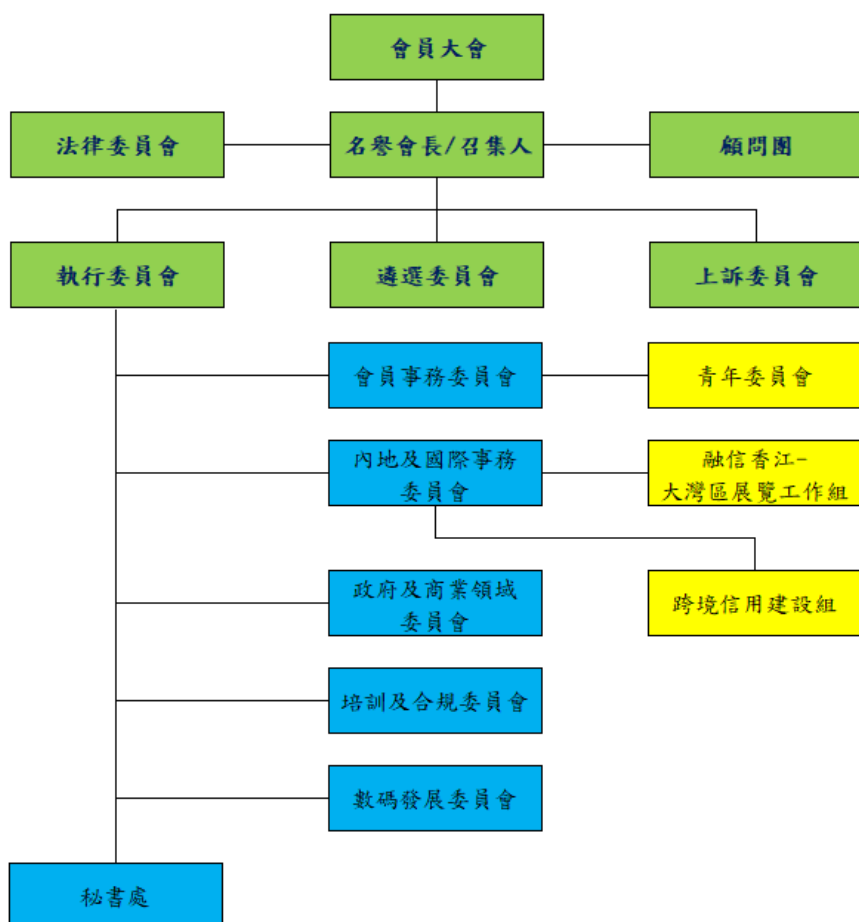 會員大會
法律委員會
名譽會長/召集人
顧問團
執行委員會
遴選委員會
上訴委員會
會員事務委員會
青年委員會
內地及國際事務
委員會
融信香江-
大灣區展覽工作組
跨境信用建設組
政府及商業領域
委員會
培訓及合規委員會
數碼發展委員會
秘書處